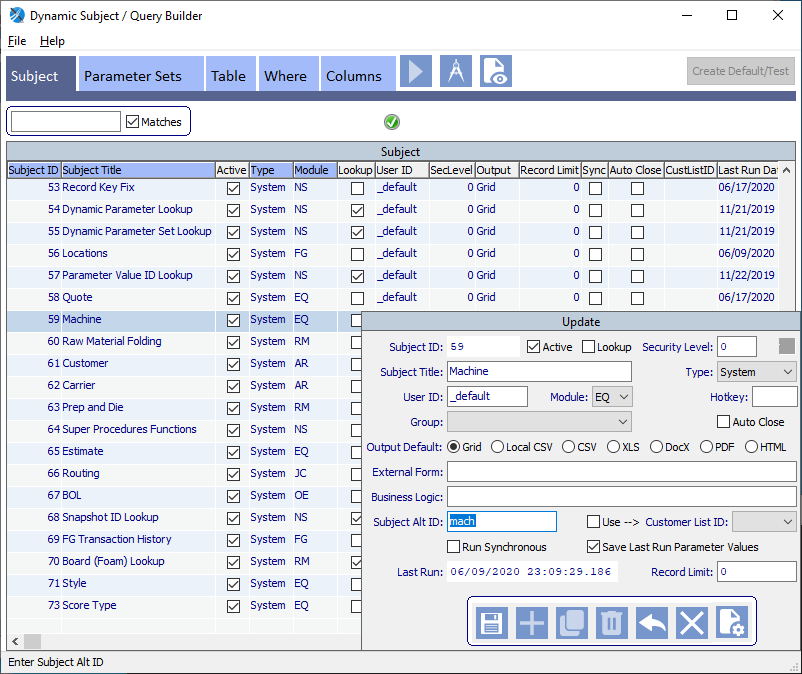 Dynamic Subject / Query Builder
File Help
Subject Parameter Sets Table Where Columns Create Default/Test
Matches
Subject
Subject ID Subject Title Active Type Module Lookup User ID SecLevel Output Record Limit Sync Auto Close CustListID Last Run Dat
53 Record Key Fix System NS _default 0 Grid 0 06/17/2020
54 Dynamic Parameter Lookup System NS _default 0 Grid 0 11/21/2019
55 Dynamic Parameter Set Lookup System NS _default 0 Grid 0 11/21/2019
56 Locations System FG _default 0 Grid 0 06/09/2020
57 Parameter Value ID Lookup System NS _default 0 Grid 0 11/22/2019
58 Quote System EQ _default 0 Grid 0 06/17/2020
59 Machine System EQ
60 Raw Material Folding System RM
61 Customer System AR
62 Carrier System AR
63 Prep and Die System RM
64 Super Procedures Functions System NS
65 Estimate System EQ
66 Routing System JC
67 BOL System OE
68 Snapshot ID Lookup System NS
69 FG Transaction History System FG
70 Board (Foam) Lookup System RM
71 Style System EQ
73 Score Type System EQ
Update
Subject ID: 59 Active Lookup Security Level: 0
Subject Title: Machine Type: System
User ID: _default Module: EQ Hotkey:
Group: Auto Close
Output Default: Grid Local CSV CSV XLS DocX PDF HTML
External Form:
Business Logic:
Subject Alt ID: mach Use --> Customer List ID:
Run Synchronous Save Last Run Parameter Values
Last Run: 06/09/2020 23:09:29.186 Record Limit: 0
Enter Subject Alt ID